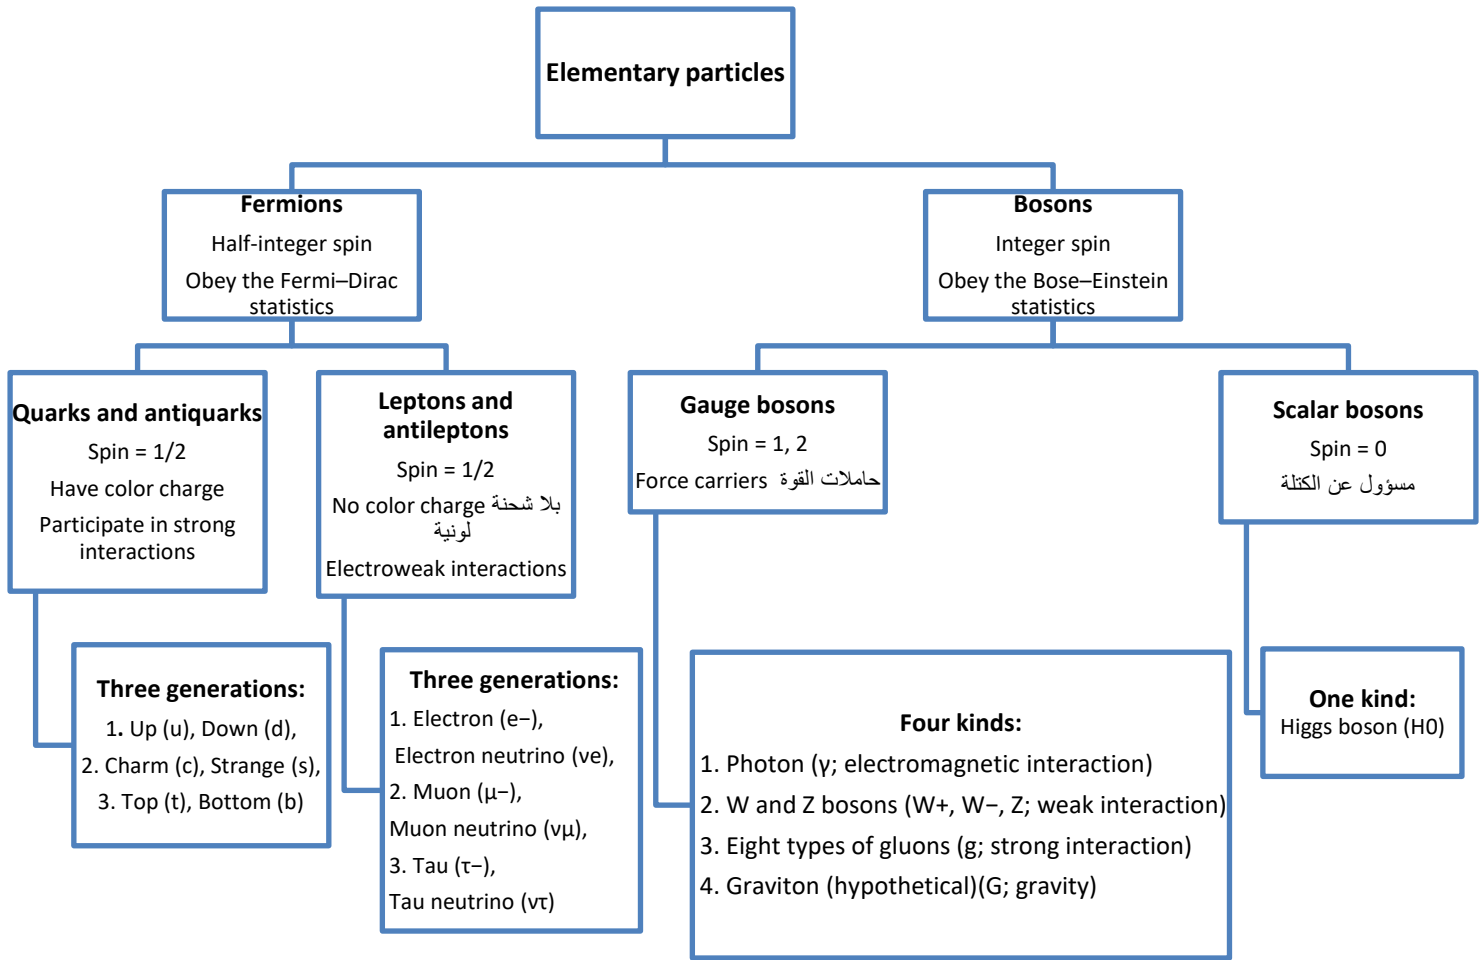 Elementary particles
Fermions
Half-integer spin
Obey the Fermi–Dirac
statistics
Bosons
Integer spin
Obey the Bose–Einstein
statistics
Quarks and antiquarks
Spin = 1/2
Have color charge
Participate in strong
interactions
Leptons and
antileptons
Spin = 1/2
No color charge بلا شحنة
لونية
Electroweak interactions
Gauge bosons
Spin = 1, 2
Force carriers حاملات القوة
Scalar bosons
Spin = 0
مسؤول عن الكتلة
Three generations:
1. Up (u), Down (d),
2. Charm (c), Strange (s),
3. Top (t), Bottom (b)
Three generations:
1. Electron (e−),
Electron neutrino (νe),
2. Muon (μ−),
Muon neutrino (νμ),
3. Tau (τ−),
Tau neutrino (ντ)
Four kinds:
1. Photon (γ; electromagnetic interaction)
2. W and Z bosons (W+, W−, Z; weak interaction)
3. Eight types of gluons (g; strong interaction)
4. Graviton (hypothetical)(G; gravity)
One kind:
Higgs boson (H0)